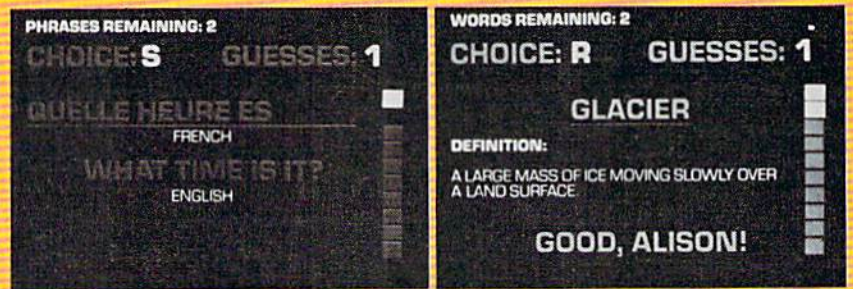 PHRASES REMAINING: 2
CHOICE: S GUESSES: 1
QUELLE HEURE ES
FRENCH
WHAT TIME IS IT?
ENGLISH
WORDS REMAINING: 2
CHOICE: R GUESSES: 1
GLACIER
DEFINITION:
A LARGE MASS OF ICE MOVING SLOWLY OVER
A LAND SURFACE.
GOOD, ALISON!